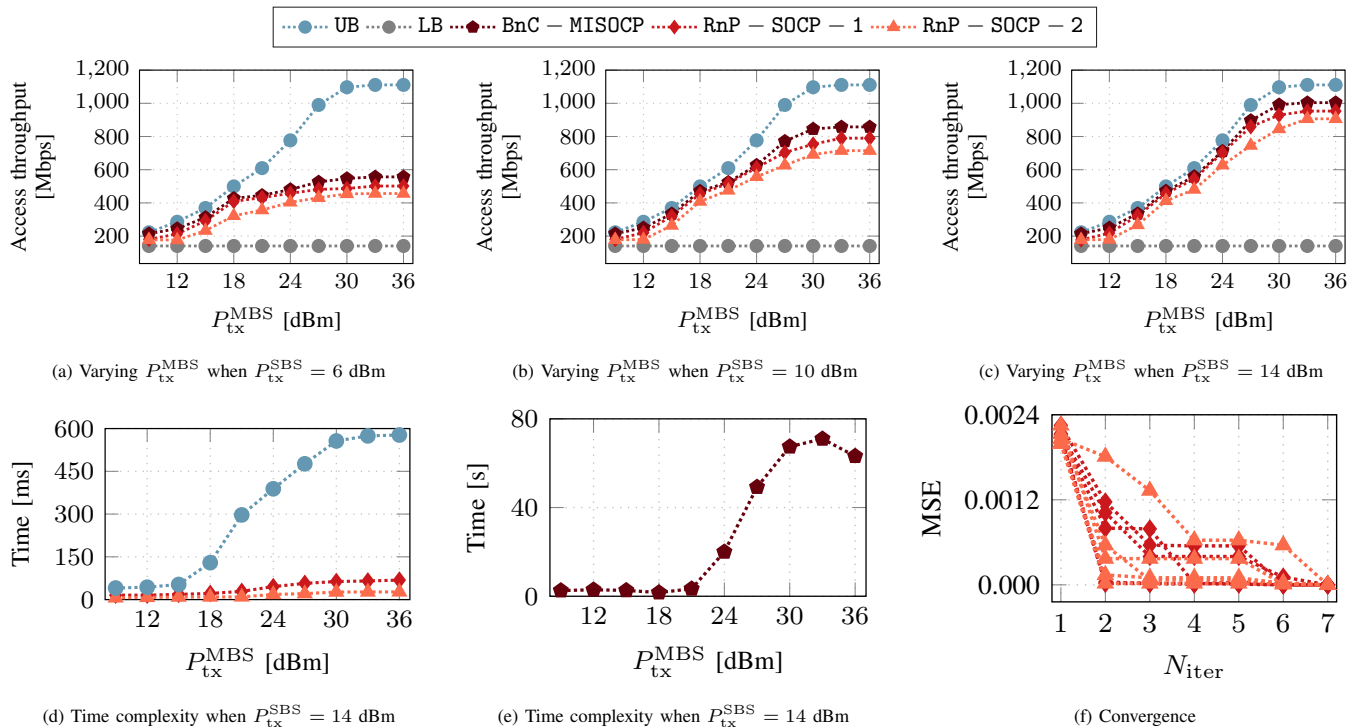 UB LB BnC − MISOCP RnP − SOCP − 1 RnP − SOCP − 2
Access throughput
[Mbps]
1,200
1,000
800
600
400
200
12 18 24 30 36
P_tx^MBS [dBm]
(a) Varying P_tx^MBS when P_tx^SBS = 6 dBm
Access throughput
[Mbps]
1,200
1,000
800
600
400
200
12 18 24 30 36
P_tx^MBS [dBm]
(b) Varying P_tx^MBS when P_tx^SBS = 10 dBm
Access throughput
[Mbps]
1,200
1,000
800
600
400
200
12 18 24 30 36
P_tx^MBS [dBm]
(c) Varying P_tx^MBS when P_tx^SBS = 14 dBm
Time [ms]
600
450
300
150
0
12 18 24 30 36
P_tx^MBS [dBm]
(d) Time complexity when P_tx^SBS = 14 dBm
Time [s]
80
40
0
12 18 24 30 36
P_tx^MBS [dBm]
(e) Time complexity when P_tx^SBS = 14 dBm
MSE
0.0024
0.0012
0.000
1 2 3 4 5 6 7
N_iter
(f) Convergence